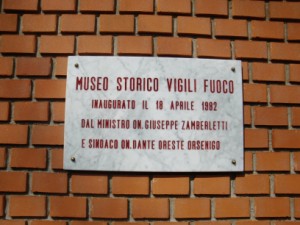 MUSEO STORICO VIGILI FUOCO
INAUGURATO IL 18 APRILE 1982
DAL MINISTRO ON. GIUSEPPE ZAMBERLETTI
E SINDACO ON. DANTE ORESTE ORSENIGO